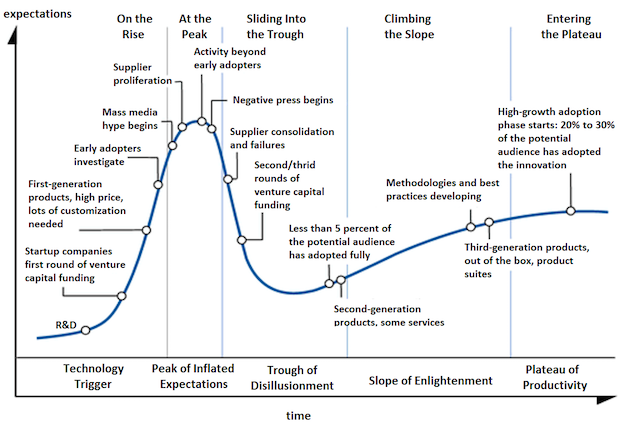 expectations
On the
Rise
At the
Peak
Sliding Into
the Trough
Climbing
the Slope
Entering
the Plateau
Activity beyond
early adopters
Supplier
proliferation
Negative press begins
Mass media
hype begins
Supplier consolidation
and failures
Early adopters
investigate
Second/thrid
rounds of
venture capital
funding
First-generation
products, high price,
lots of customization
needed
Startup companies
first round of venture
capital funding
R&D
Less than 5 percent of
the potential audience
has adopted fully
Second-generation
products, some services
Methodologies and best
practices developing
Third-generation products,
out of the box, product
suites
High-growth adoption
phase starts: 20% to 30%
of the potential
audience has adopted
the innovation
Technology
Trigger
Peak of Inflated
Expectations
Trough of
Disillusionment
Slope of Enlightenment
Plateau of
Productivity
time